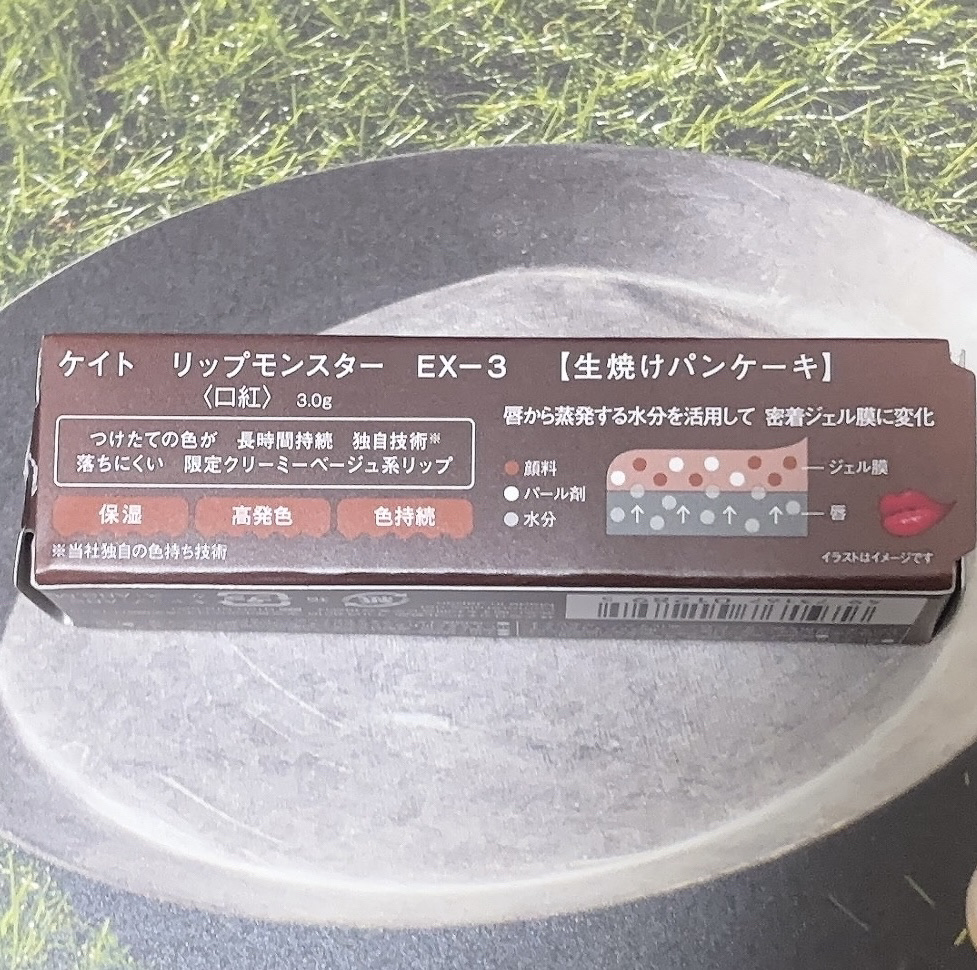 ケイト リップモンスター EX－3 【生焼けパンケーキ】
〈口紅〉 3.0g
つけたての色が 長時間持続 独自技術※
落ちにくい 限定クリーミーベージュ系リップ
保湿 高発色 色持続
※当社独自の色持ち技術
唇から蒸発する水分を活用して 密着ジェル膜に変化
顔料
パール剤
水分
ジェル膜
唇
イラストはイメージです